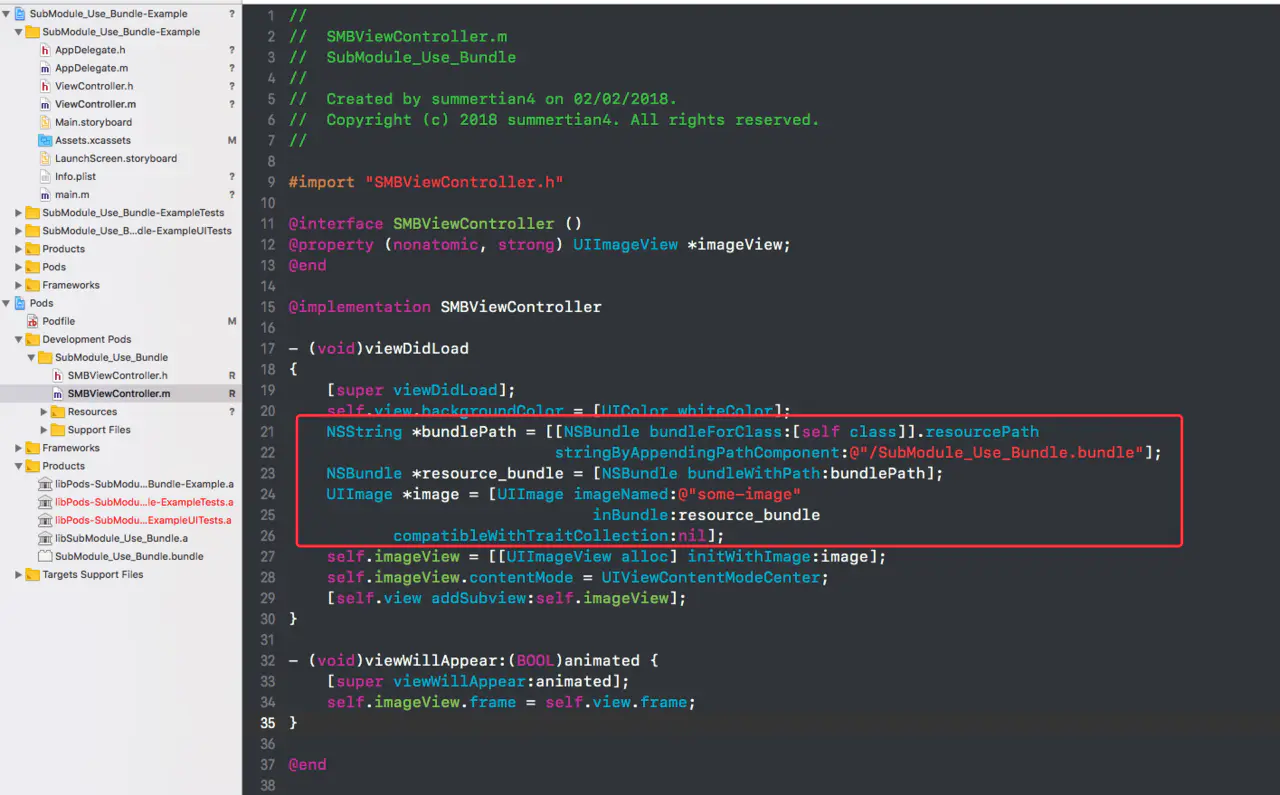 SubModule_Use_Bundle-Example ?
SubModule_Use_Bundle-Example
AppDelegate.h ?
AppDelegate.m ?
ViewController.h ?
ViewController.m ?
Main.storyboard
Assets.xcassets M
LaunchScreen.storyboard
Info.plist ?
main.m ?
SubModule_Use_Bundle-ExampleTests
SubModule_Use_B...dle-ExampleUITests
Products
Pods
Frameworks
Pods
Podfile M
Development Pods
SubModule_Use_Bundle
SMBViewController.h R
SMBViewController.m R
Resources ?
Support Files
Frameworks
Products
libPods-SubModu...Bundle-Example.a
libPods-SubModu...le-ExampleTests.a
libPods-SubModu...ExampleUITests.a
libSubModule_Use_Bundle.a
SubModule_Use_Bundle.bundle
Targets Support Files
1 //
2 //  SMBViewController.m
3 //  SubModule_Use_Bundle
4 //
5 //  Created by summertian4 on 02/02/2018.
6 //  Copyright (c) 2018 summertian4. All rights reserved.
7 //
8
9 #import "SMBViewController.h"
10
11 @interface SMBViewController ()
12 @property (nonatomic, strong) UIImageView *imageView;
13 @end
14
15 @implementation SMBViewController
16
17 - (void)viewDidLoad
18 {
19     [super viewDidLoad];
20     self.view.backgroundColor = [UIColor whiteColor];
21     NSString *bundlePath = [[NSBundle bundleForClass:[self class]].resourcePath
22                             stringByAppendingPathComponent:@"/SubModule_Use_Bundle.bundle"];
23     NSBundle *resource_bundle = [NSBundle bundleWithPath:bundlePath];
24     UIImage *image = [UIImage imageNamed:@"some-image"
25                                 inBundle:resource_bundle
26            compatibleWithTraitCollection:nil];
27     self.imageView = [[UIImageView alloc] initWithImage:image];
28     self.imageView.contentMode = UIViewContentModeCenter;
29     [self.view addSubview:self.imageView];
30 }
31
32 - (void)viewWillAppear:(BOOL)animated {
33     [super viewWillAppear:animated];
34     self.imageView.frame = self.view.frame;
35 }
36
37 @end
38